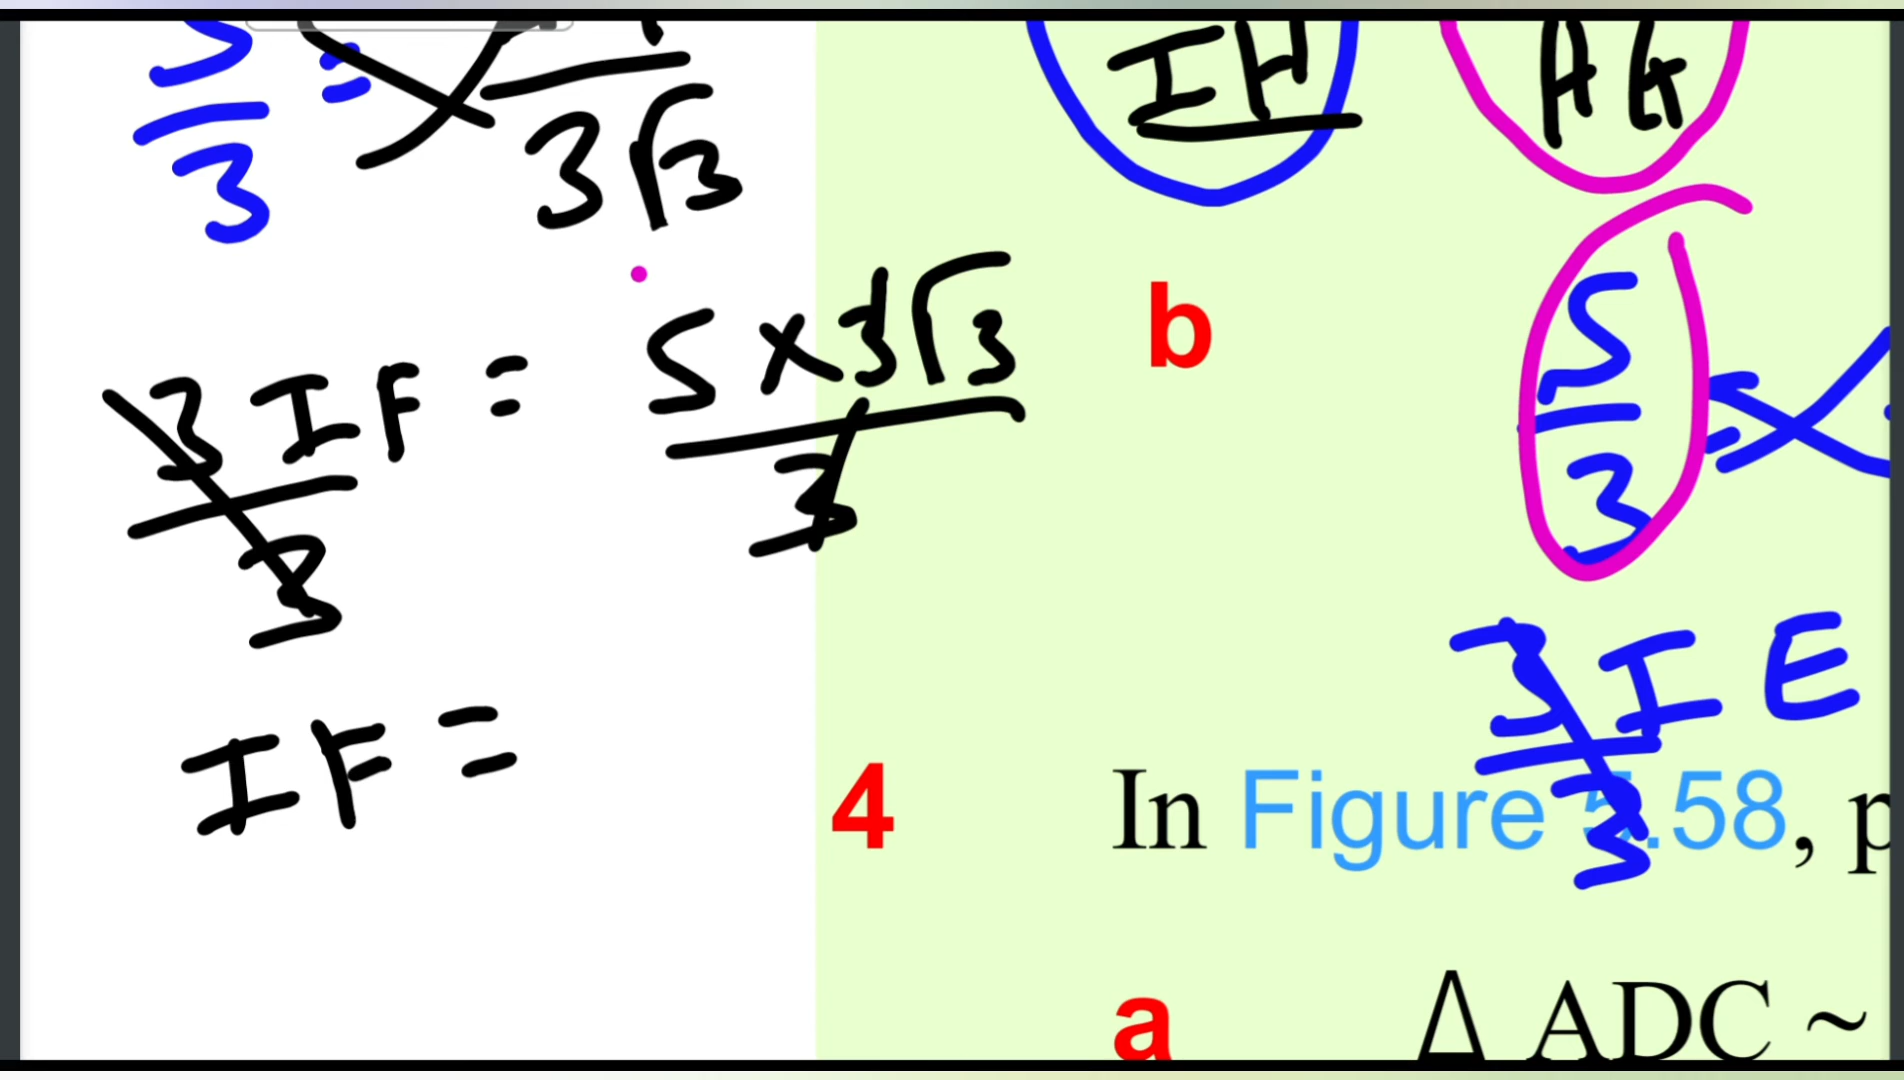 5/3 = /3√3
3IF/3 = 5×3√3/3
IF =
IH
AG
b
5/3 =
3IE/3
4 In Figure 5.58, p
a Δ ADC ~